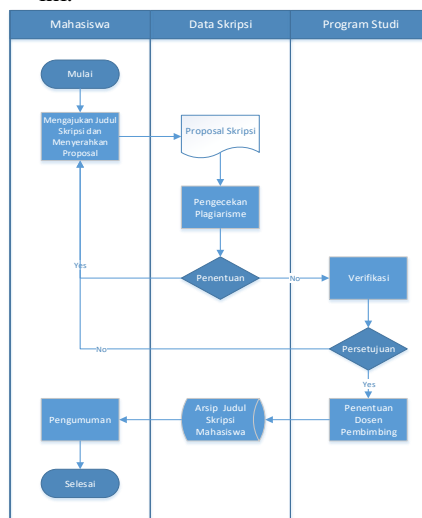 Mahasiswa
Data Skripsi
Program Studi
Mulai
Mengajukan Judul
Skripsi dan
Menyerahkan
Proposal
Proposal Skripsi
Pengecekan
Plagiarisme
Penentuan
Yes
No
Verifikasi
Persetujuan
No
Yes
Penentuan
Dosen
Pembimbing
Arsip Judul
Skripsi
Mahasiswa
Pengumuman
Selesai